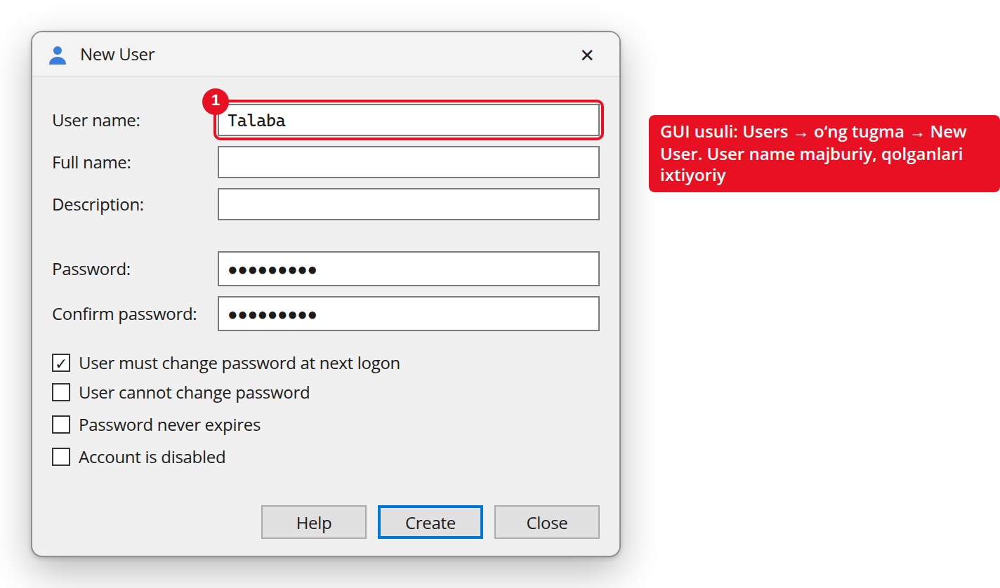 New User
1
User name: Talaba
Full name:
Description:
Password: ●●●●●●●●●
Confirm password: ●●●●●●●●●
✓ User must change password at next logon
User cannot change password
Password never expires
Account is disabled
Help Create Close
GUI usuli: Users → oʻng tugma → New
User. User name majburiy, qolganlari
ixtiyoriy